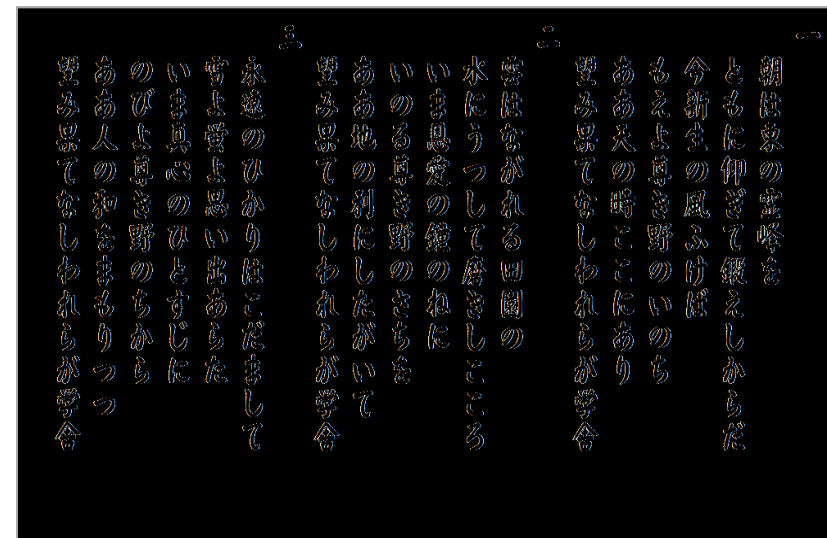 一
朝は東の霊峰を
ともに仰ぎて鍛えしからだ
今新生の風ふけば
もえよ尊き野のいのち
ああ天の時ここにあり
望み果てなしわれらが学舎
二
雲はながれる田園の
水にうつして磨きしこころ
いま恩愛の鐘のねに
いのる尊き野のさちを
ああ地の利にしたがいて
望み果てなしわれらが学舎
三
永遠のひかりはこだまして
雪よ蛍よ思い出あらた
いま真心のひとすじに
のびよ尊き野のちから
ああ人の和をまもりつつ
望み果てなしわれらが学舎